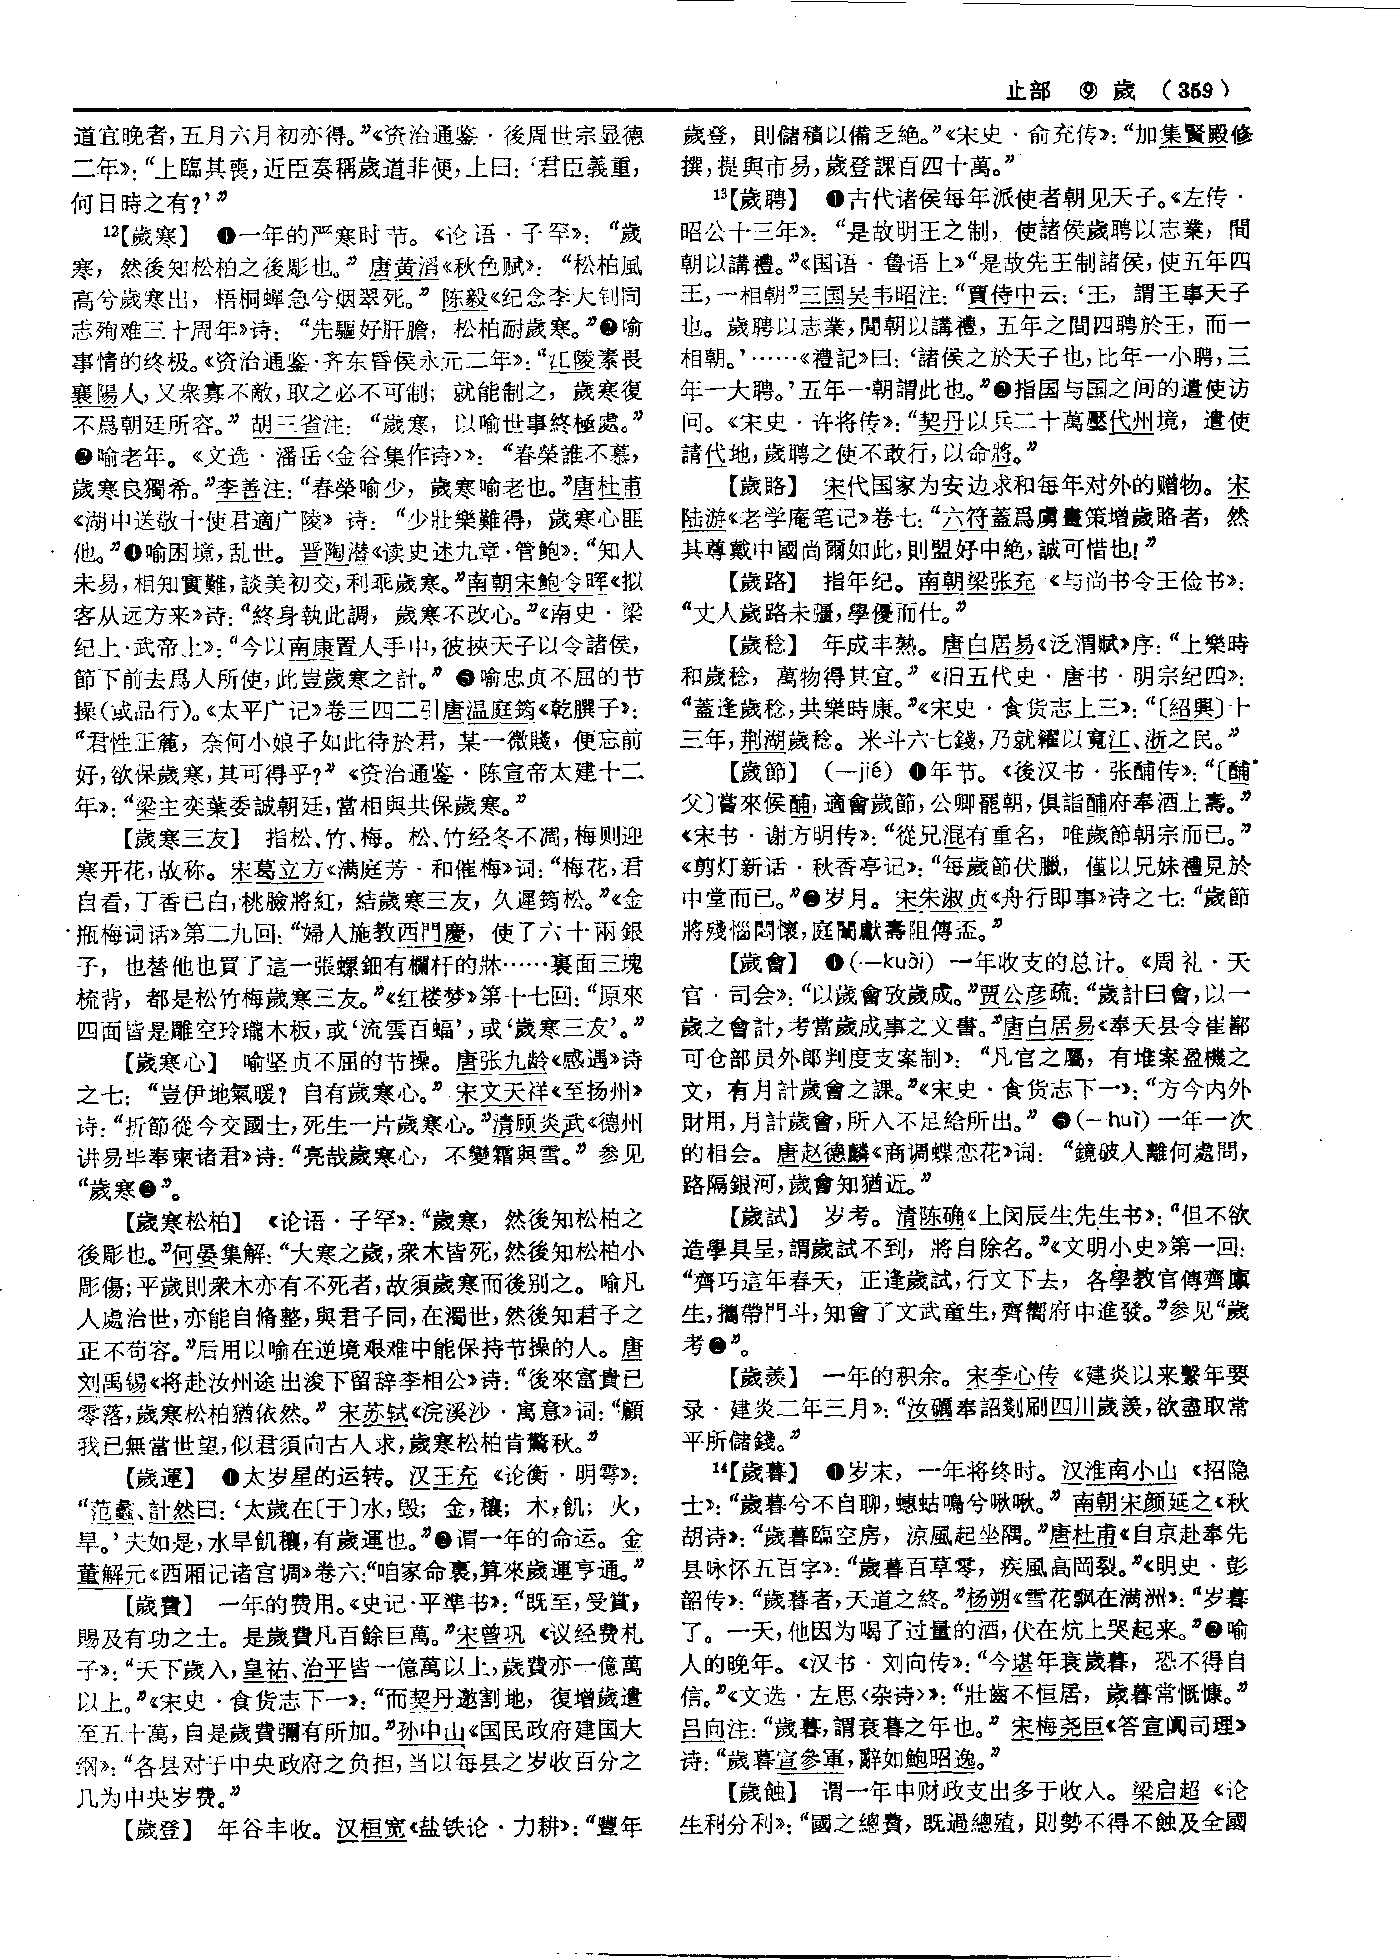 止部 ⑨ 歲 （359）
道宜晚者，五月六月初亦得。”《资治通鉴·後周世宗显德
二年》：“上臨其喪，近臣奏稱歲道非便，上曰：‘君臣義重，
何日時之有？’”
12【歲寒】 ❶一年的严寒时节。《论语·子罕》：“歲
寒，然後知松柏之後彫也。”唐黄滔《秋色赋》：“松柏風
高兮歲寒出，梧桐蝉急兮烟翠死。”陈毅《纪念李大钊同
志殉难三十周年》诗：“先驅好肝膽，松柏耐歲寒。”❷喻
事情的终极。《资治通鉴·齐东昏侯永元二年》：“江陵素畏
襄陽人，又衆寡不敵，取之必不可制；就能制之，歲寒復
不爲朝廷所容。”胡三省注：“歲寒，以喻世事終極處。”
❸喻老年。《文选·潘岳〈金谷集作诗〉》：“春榮誰不慕，
歲寒良獨希。”李善注：“春榮喻少，歲寒喻老也。”唐杜甫
《湖中送敬十使君適广陵》诗：“少壯樂難得，歲寒心匪
他。”❹喻困境，乱世。晋陶潜《读史述九章·管鲍》：“知人
未易，相知實難，談美初交，利乖歲寒。”南朝宋鲍令晖《拟
客从远方来》诗：“終身執此調，歲寒不改心。”《南史·梁
纪上·武帝上》：“今以南康置人手中，彼挾天子以令諸侯，
節下前去爲人所使，此豈歲寒之計。”❺喻忠贞不屈的节
操（或品行）。《太平广记》卷三四二引唐温庭筠《乾𦠆子》：
“君性正麄，奈何小娘子如此待於君，某一微賤，便忘前
好，欲保歲寒，其可得乎？”《资治通鉴·陈宣帝太建十二
年》：“梁主奕葉委誠朝廷，當相與共保歲寒。”
【歲寒三友】 指松、竹、梅。松、竹经冬不凋，梅则迎
寒开花，故称。宋葛立方《满庭芳·和催梅》词：“梅花，君
自看，丁香已白，桃臉將紅，結歲寒三友，久遲筠松。”《金
瓶梅词话》第二九回：“婦人施教西門慶，使了六十兩銀
子，也替他也買了這一張螺鈿有欄杆的牀……裏面三塊
梳背，都是松竹梅歲寒三友。”《红楼梦》第十七回：“原來
四面皆是雕空玲瓏木板，或‘流雲百蝠’，或‘歲寒三友’。”
【歲寒心】 喻坚贞不屈的节操。唐张九龄《感遇》诗
之七：“豈伊地氣暖？自有歲寒心。”宋文天祥《至扬州》
诗：“折節從今交國士，死生一片歲寒心。”清顾炎武《德州
讲易毕奉柬诸君》诗：“亮哉歲寒心，不變霜與雪。”参见
“歲寒❺”。
【歲寒松柏】 《论语·子罕》：“歲寒，然後知松柏之
後彫也。”何晏集解：“大寒之歲，衆木皆死，然後知松柏小
彫傷；平歲則衆木亦有不死者，故須歲寒而後别之。喻凡
人處治世，亦能自脩整，與君子同，在濁世，然後知君子之
正不苟容。”后用以喻在逆境艰难中能保持节操的人。唐
刘禹锡《将赴汝州途出浚下留辞李相公》诗：“後來富貴已
零落，歲寒松柏猶依然。”宋苏轼《浣溪沙·寓意》词：“顧
我已無當世望，似君須向古人求，歲寒松柏肯驚秋。”
【歲運】 ❶太岁星的运转。汉王充《论衡·明雩》：
“范蠡、計然曰：‘太歲在〔于〕水，毁；金，穰；木，飢；火，
旱。’夫如是，水旱飢穰，有歲運也。”❷谓一年的命运。金
董解元《西厢记诸宫调》卷六：“咱家命裏，算來歲運亨通。”
【歲費】 一年的费用。《史记·平準书》：“既至，受賞，
賜及有功之士。是歲費凡百餘巨萬。”宋曾巩《议经费札
子》：“天下歲入，皇祐、治平皆一億萬以上，歲費亦一億萬
以上。”《宋史·食货志下一》：“而契丹邀割地，復增歲遺
至五十萬，自是歲費彌有所加。”孙中山《国民政府建国大
纲》：“各县对于中央政府之负担，当以每县之岁收百分之
几为中央岁费。”
【歲登】 年谷丰收。汉桓宽《盐铁论·力耕》：“豐年
歲登，則儲積以備乏絶。”《宋史·俞充传》：“加集賢殿修
撰，提與市易，歲登課百四十萬。”
13【歲聘】 ❶古代诸侯每年派使者朝见天子。《左传·
昭公十三年》：“是故明王之制，使諸侯歲聘以志業，間
朝以講禮。”《国语·鲁语上》“是故先王制諸侯，使五年四
王，一相朝”三国吴韦昭注：“賈侍中云：‘王，謂王事天子
也。歲聘以志業，閒朝以講禮，五年之間四聘於王，而一
相朝。’……《禮記》曰：‘諸侯之於天子也，比年一小聘，三
年一大聘。’五年一朝謂此也。”❷指国与国之间的遣使访
问。《宋史·许将传》：“契丹以兵二十萬壓代州境，遣使
請代地，歲聘之使不敢行，以命將。”
【歲賂】 宋代国家为安边求和每年对外的赠物。宋
陆游《老学庵笔记》卷七：“六符蓋爲虜畫策增歲賂者，然
其尊戴中國尚爾如此，則盟好中絶，誠可惜也！”
【歲路】 指年纪。南朝梁张充《与尚书令王俭书》：
“丈人歲路未彊，學優而仕。”
【歲稔】 年成丰熟。唐白居易《泛渭赋》序：“上樂時
和歲稔，萬物得其宜。”《旧五代史·唐书·明宗纪四》：
“蓋逢歲稔，共樂時康。”《宋史·食货志上三》：“〔紹興〕十
三年，荆湖歲稔。米斗六七錢，乃就糴以寬江、浙之民。”
【歲節】 （—jié） ❶年节。《後汉书·张酺传》：“〔酺
父〕嘗來候酺，適會歲節，公卿罷朝，俱詣酺府奉酒上壽。”
《宋书·谢方明传》：“從兄混有重名，唯歲節朝宗而已。”
《剪灯新话·秋香亭记》：“每歲節伏臘，僅以兄妹禮見於
中堂而已。”❷岁月。宋朱淑贞《舟行即事》诗之七：“歲節
將殘惱悶懷，庭闈獻壽阻傳盃。”
【歲會】 ❶（—kuài） 一年收支的总计。《周礼·天
官·司会》：“以歲會攷歲成。”贾公彦疏：“歲計曰會，以一
歲之會計，考當歲成事之文書。”唐白居易《奉天县令崔鄯
可仓部员外郎判度支案制》：“凡官之屬，有堆案盈機之
文，有月計歲會之課。”《宋史·食货志下一》：“方今内外
財用，月計歲會，所入不足給所出。” ❷（—huì）一年一次
的相会。唐赵德麟《商调蝶恋花》词：“鏡破人離何處問，
路隔銀河，歲會知猶近。”
【歲試】 岁考。清陈确《上闵辰生先生书》：“但不欲
造學具呈，謂歲試不到，將自除名。”《文明小史》第一回：
“齊巧這年春天，正逢歲試，行文下去，各學教官傳齊廩
生，攜帶門斗，知會了文武童生，齊嚮府中進發。”参见“歲
考❷”。
【歲羨】 一年的积余。宋李心传《建炎以来繫年要
录·建炎二年三月》：“汝礪奉詔剗刷四川歲羨，欲盡取常
平所儲錢。”
14【歲暮】 ❶岁末，一年将终时。汉淮南小山《招隐
士》：“歲暮兮不自聊，蟪蛄鳴兮啾啾。”南朝宋颜延之《秋
胡诗》：“歲暮臨空房，涼風起坐隅。”唐杜甫《自京赴奉先
县咏怀五百字》：“歲暮百草零，疾風高岡裂。”《明史·彭
韶传》：“歲暮者，天道之終。”杨朔《雪花飘在满洲》：“岁暮
了。一天，他因为喝了过量的酒，伏在炕上哭起来。”❷喻
人的晚年。《汉书·刘向传》：“今堪年衰歲暮，恐不得自
信。”《文选·左思〈杂诗〉》：“壯齒不恒居，歲暮常慨慷。”
吕向注：“歲暮，謂衰暮之年也。”宋梅尧臣《答宣阗司理》
诗：“歲暮宣參軍，辭如鮑昭逸。”
【歲蝕】 谓一年中财政支出多于收入。梁启超《论
生利分利》：“國之總費，既過總殖，則勢不得不蝕及全國